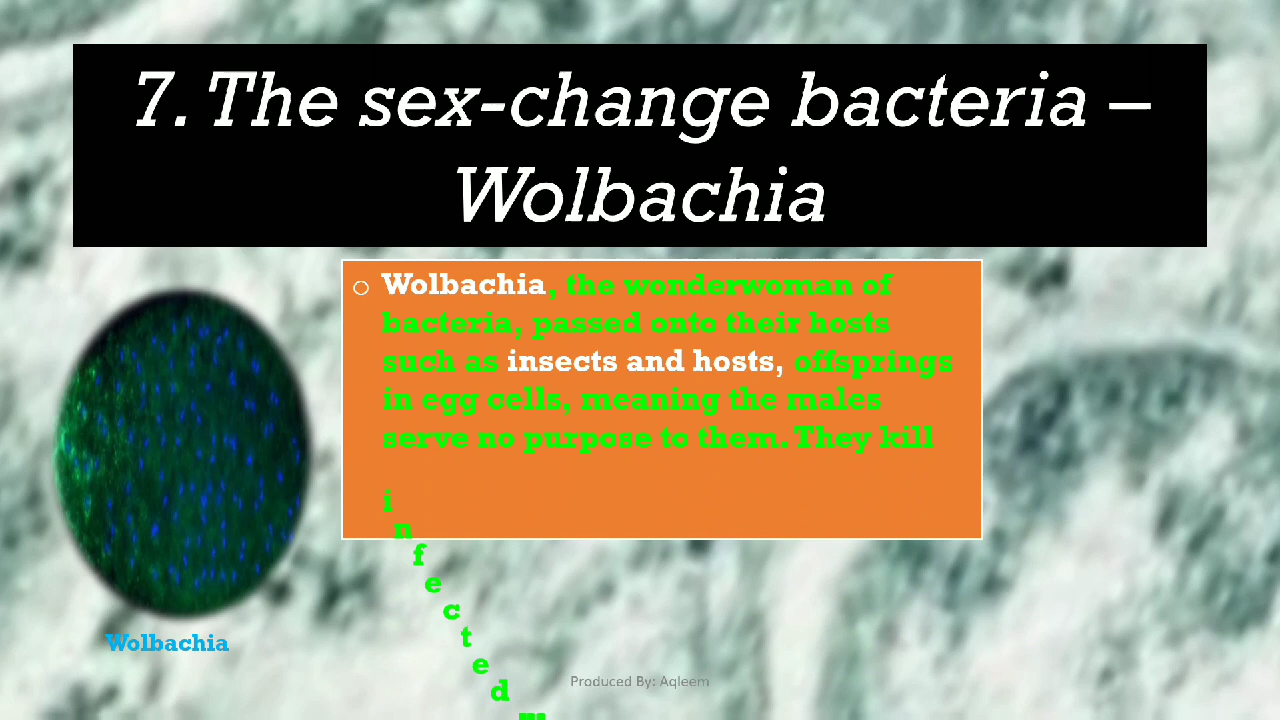 7. The sex-change bacteria –
Wolbachia
Wolbachia, the wonderwoman of
bacteria, passed onto their hosts
such as insects and hosts, offsprings
in egg cells, meaning the males
serve no purpose to them. They kill
infected
Wolbachia
Produced By: Aqleem